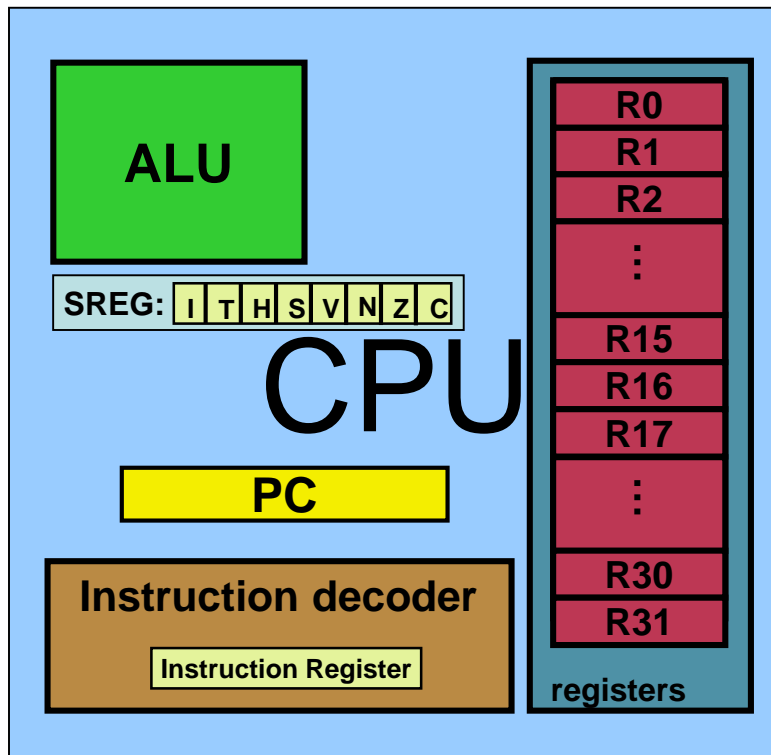 ALU
SREG: I T H S V N Z C
CPU
PC
Instruction decoder
Instruction Register
R0
R1
R2
⋮
R15
R16
R17
⋮
R30
R31
registers